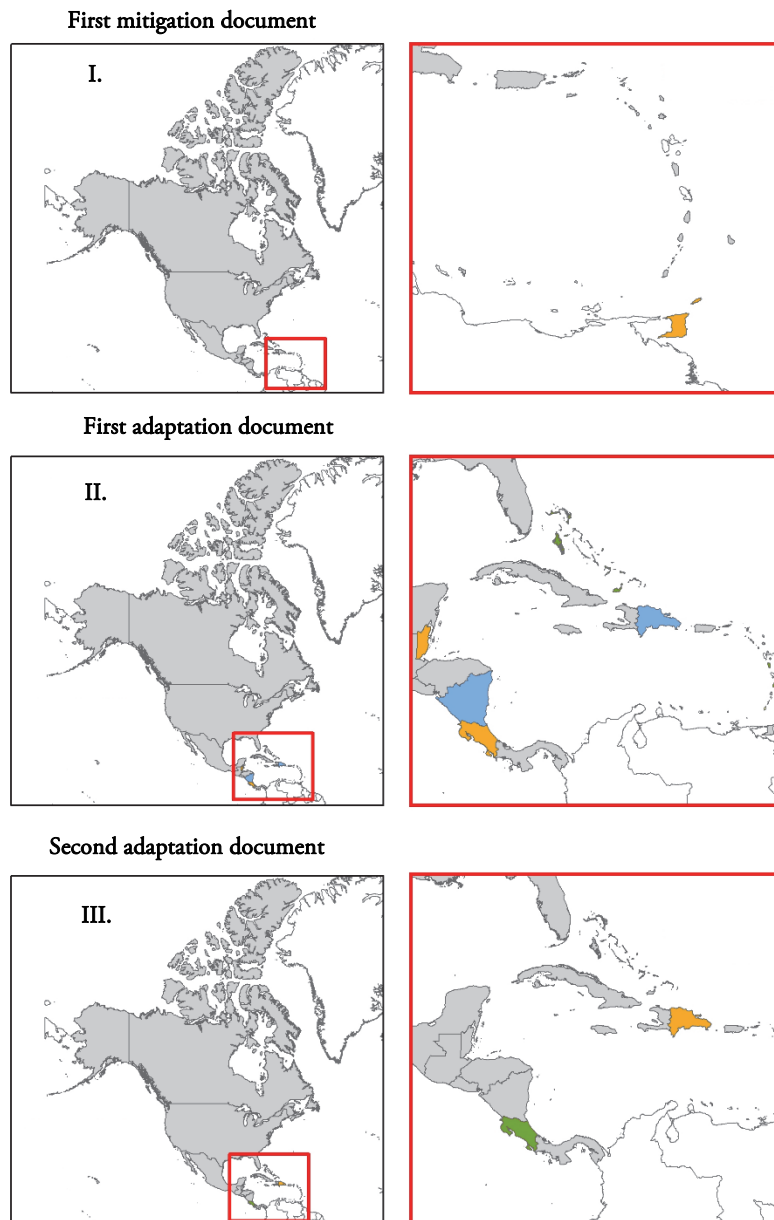 First mitigation document
I.
First adaptation document
II.
Second adaptation document
III.